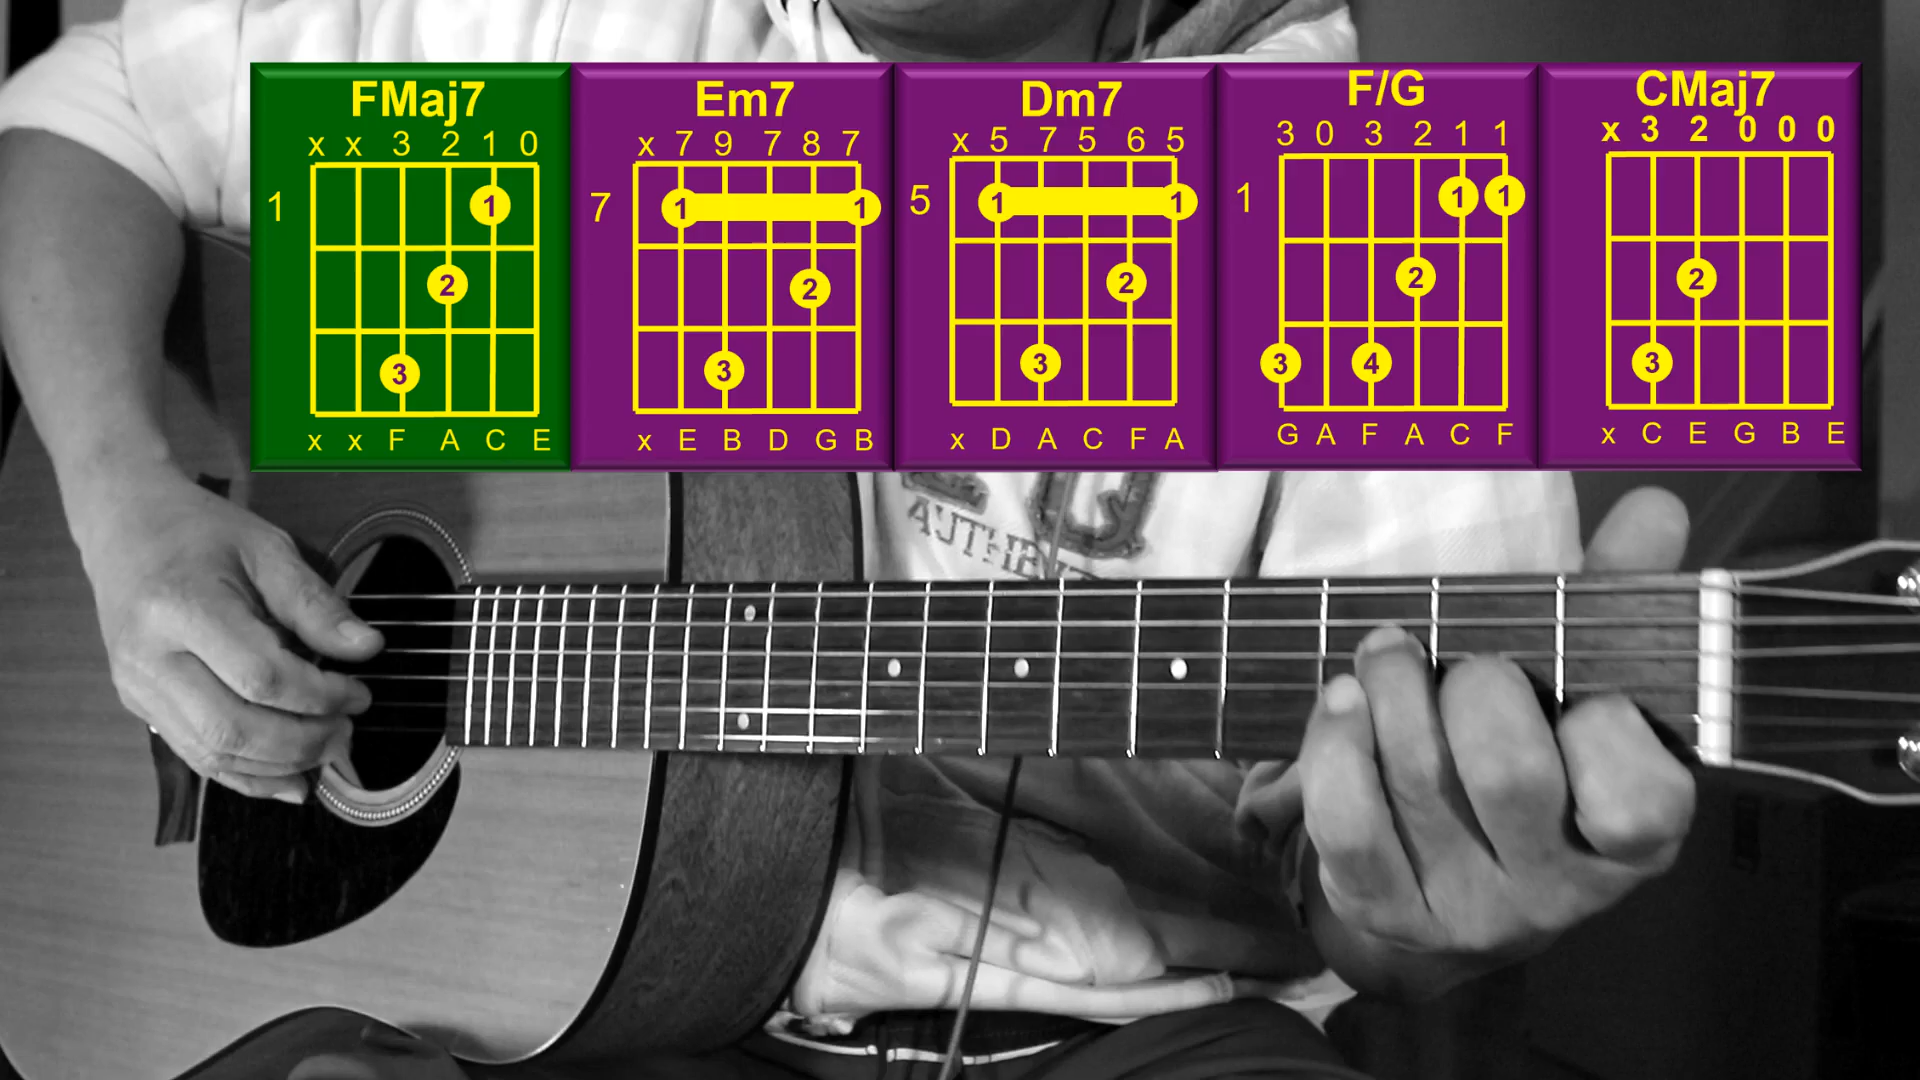 FMaj7
x x 3 2 1 0
1
1
2
3
x x F A C E
Em7
x 7 9 7 8 7
7
1 1
2
3
x E B D G B
Dm7
x 5 7 5 6 5
5
1 1
2
3
x D A C F A
F/G
3 0 3 2 1 1
1
1 1
2
3 4
G A F A C F
CMaj7
x 3 2 0 0 0
2
3
x C E G B E